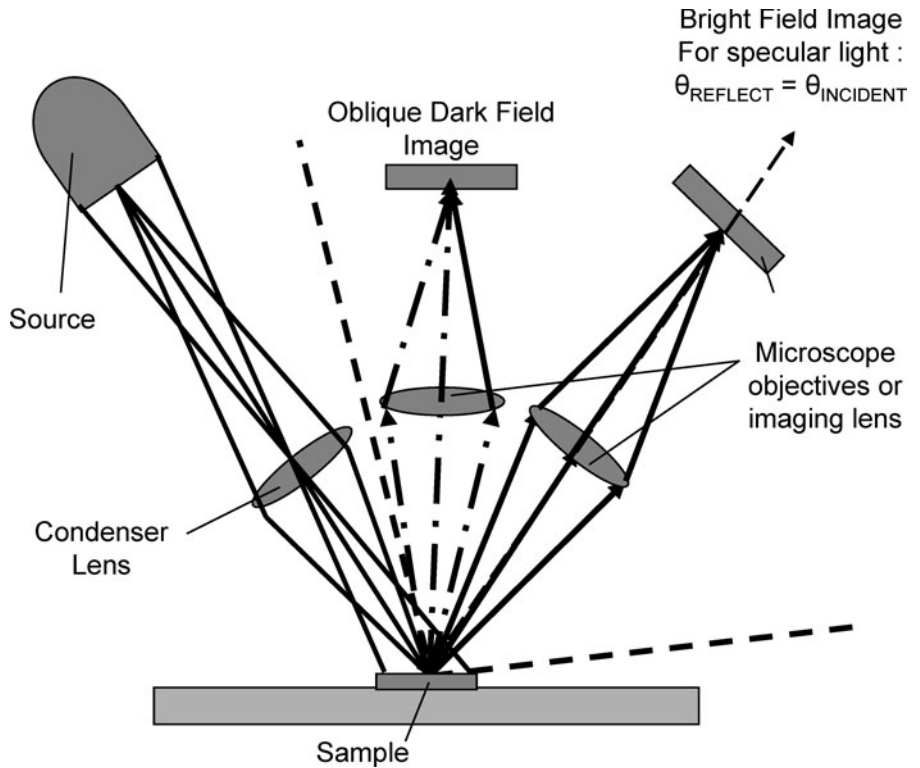 Bright Field Image
For specular light :
θREFLECT = θINCIDENT
Oblique Dark Field
Image
Source
Microscope
objectives or
imaging lens
Condenser
Lens
Sample